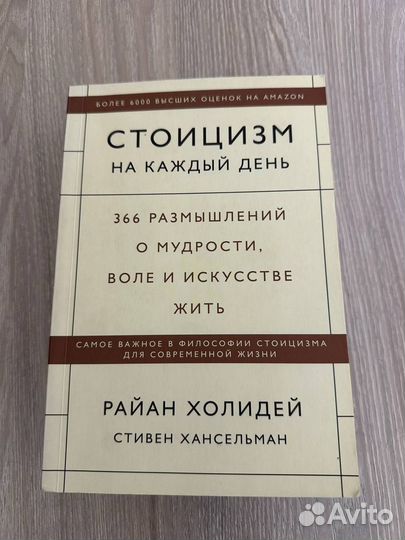 БОЛЕЕ 6000 ВЫСШИХ ОЦЕНОК НА AMAZON
СТОИЦИЗМ
НА КАЖДЫЙ ДЕНЬ
366 РАЗМЫШЛЕНИЙ
О МУДРОСТИ,
ВОЛЕ И ИСКУССТВЕ
ЖИТЬ
САМОЕ ВАЖНОЕ В ФИЛОСОФИИ СТОИЦИЗМА
ДЛЯ СОВРЕМЕННОЙ ЖИЗНИ
РАЙАН ХОЛИДЕЙ
СТИВЕН ХАНСЕЛЬМАН
Avito